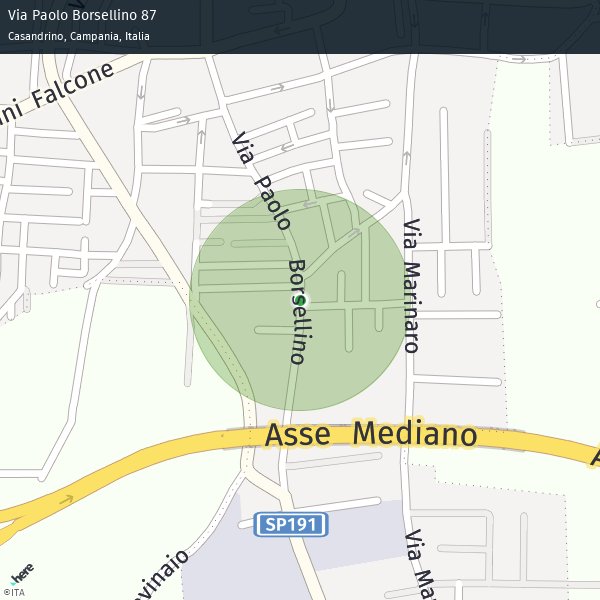 Via Paolo Borsellino 87
Casandrino, Campania, Italia
ni Falcone
Via Paolo Borsellino
Via Marinaro
Asse Mediano
A
SP191
vinaio
Via Ma
here
©ITA